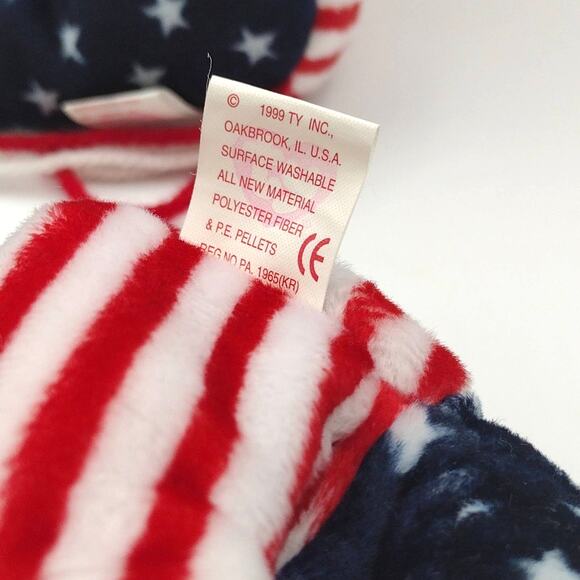 © 1999 TY INC.,
OAKBROOK, IL. U.S.A.
SURFACE WASHABLE
ALL NEW MATERIAL
POLYESTER FIBER
& P.E. PELLETS
REG NO PA. 1965(KR)
CE